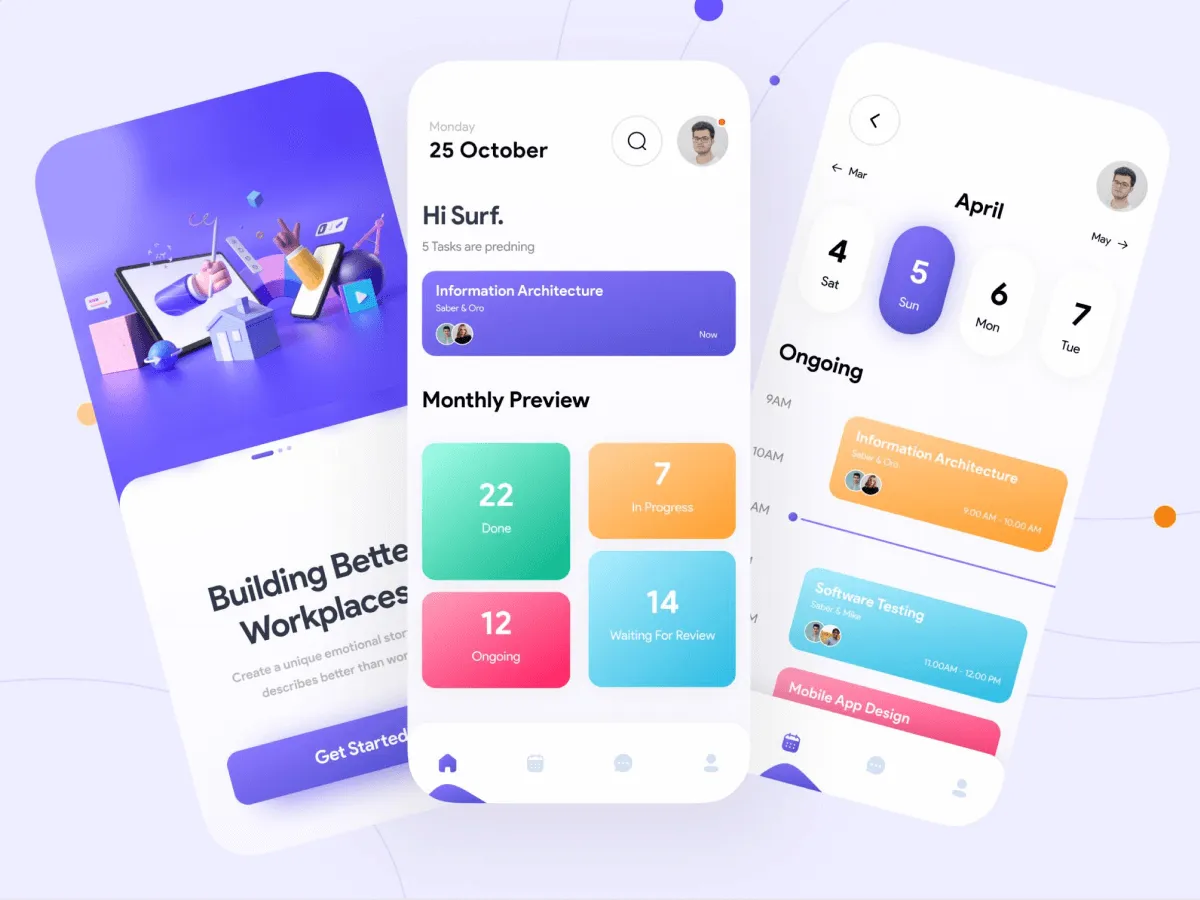 Building Bette
Workplaces
Create a unique emotional stor
describes better than wor
Get Started
Monday
25 October
Hi Surf.
5 Tasks are predning
Information Architecture
Saber & Oro
Now
Monthly Preview
22
Done
7
In Progress
12
Ongoing
14
Waiting For Review
← Mar
April
May →
4
Sat
5
Sun
6
Mon
7
Tue
Ongoing
9AM
10AM
AM
M
Information Architecture
Saber & Oro
9:00 AM - 10.00 AM
Software Testing
Saber & Mike
11.00AM - 12.00 PM
Mobile App Design